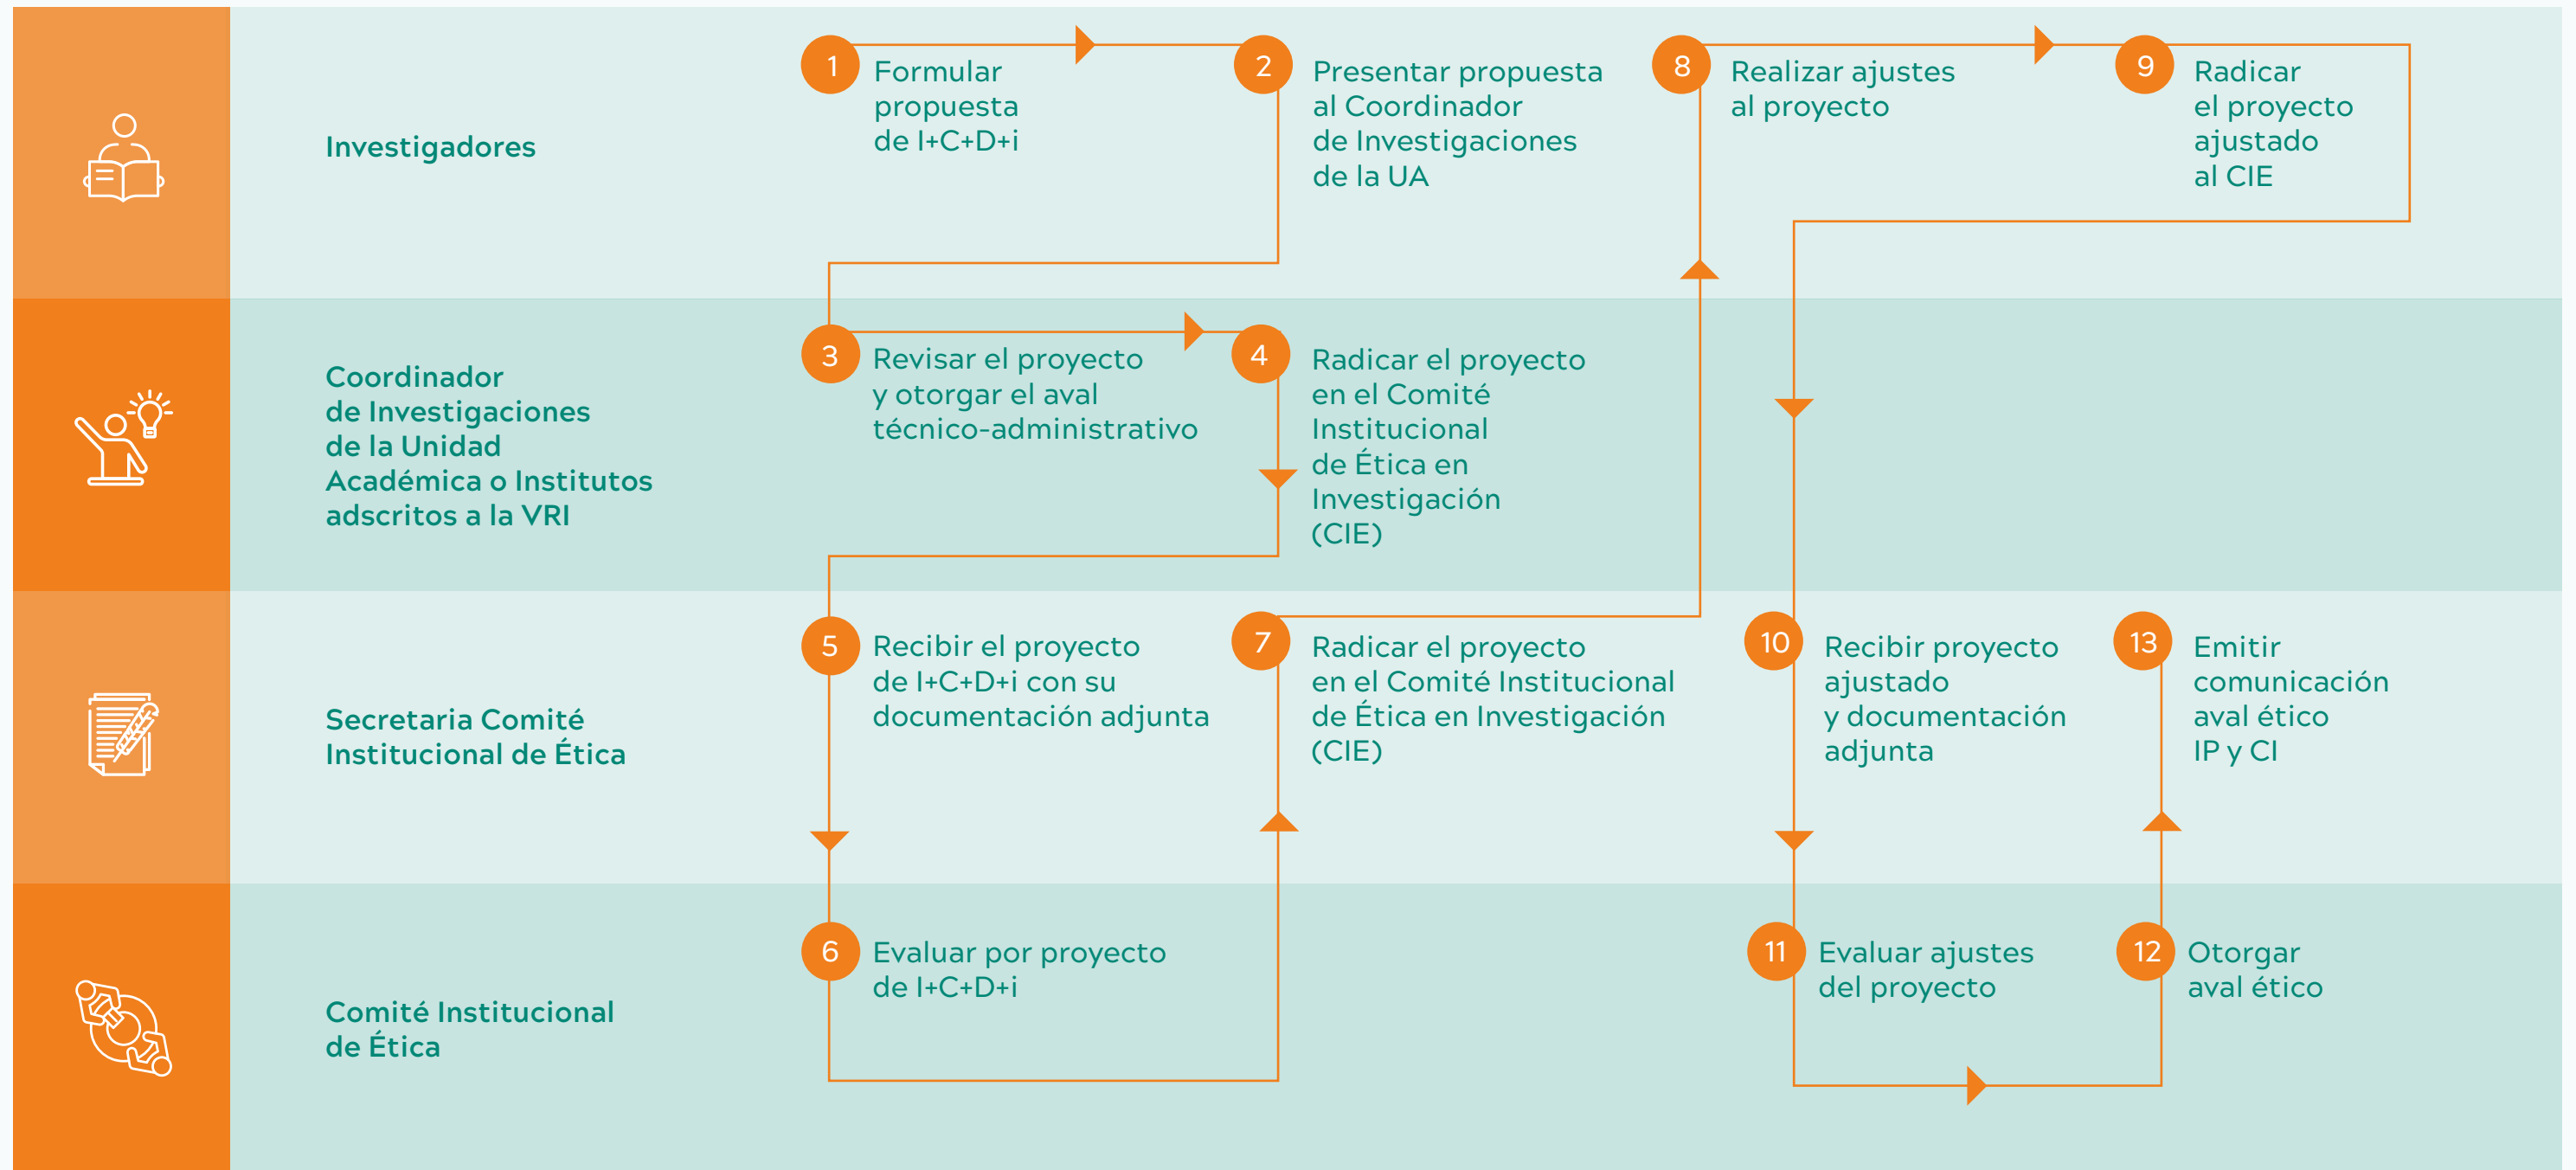 Investigadores
1
Formular
propuesta
de I+C+D+i
2
Presentar propuesta
al Coordinador
de Investigaciones
de la UA
8
Realizar ajustes
al proyecto
9
Radicar
el proyecto
ajustado
al CIE
Coordinador
de Investigaciones
de la Unidad
Académica o Institutos
adscritos a la VRI
3
Revisar el proyecto
y otorgar el aval
técnico-administrativo
4
Radicar el proyecto
en el Comité
Institucional
de Ética en
Investigación
(CIE)
Secretaria Comité
Institucional de Ética
5
Recibir el proyecto
de I+C+D+i con su
documentación adjunta
7
Radicar el proyecto
en el Comité Institucional
de Ética en Investigación
(CIE)
10
Recibir proyecto
ajustado
y documentación
adjunta
13
Emitir
comunicación
aval ético
IP y CI
Comité Institucional
de Ética
6
Evaluar por proyecto
de I+C+D+i
11
Evaluar ajustes
del proyecto
12
Otorgar
aval ético